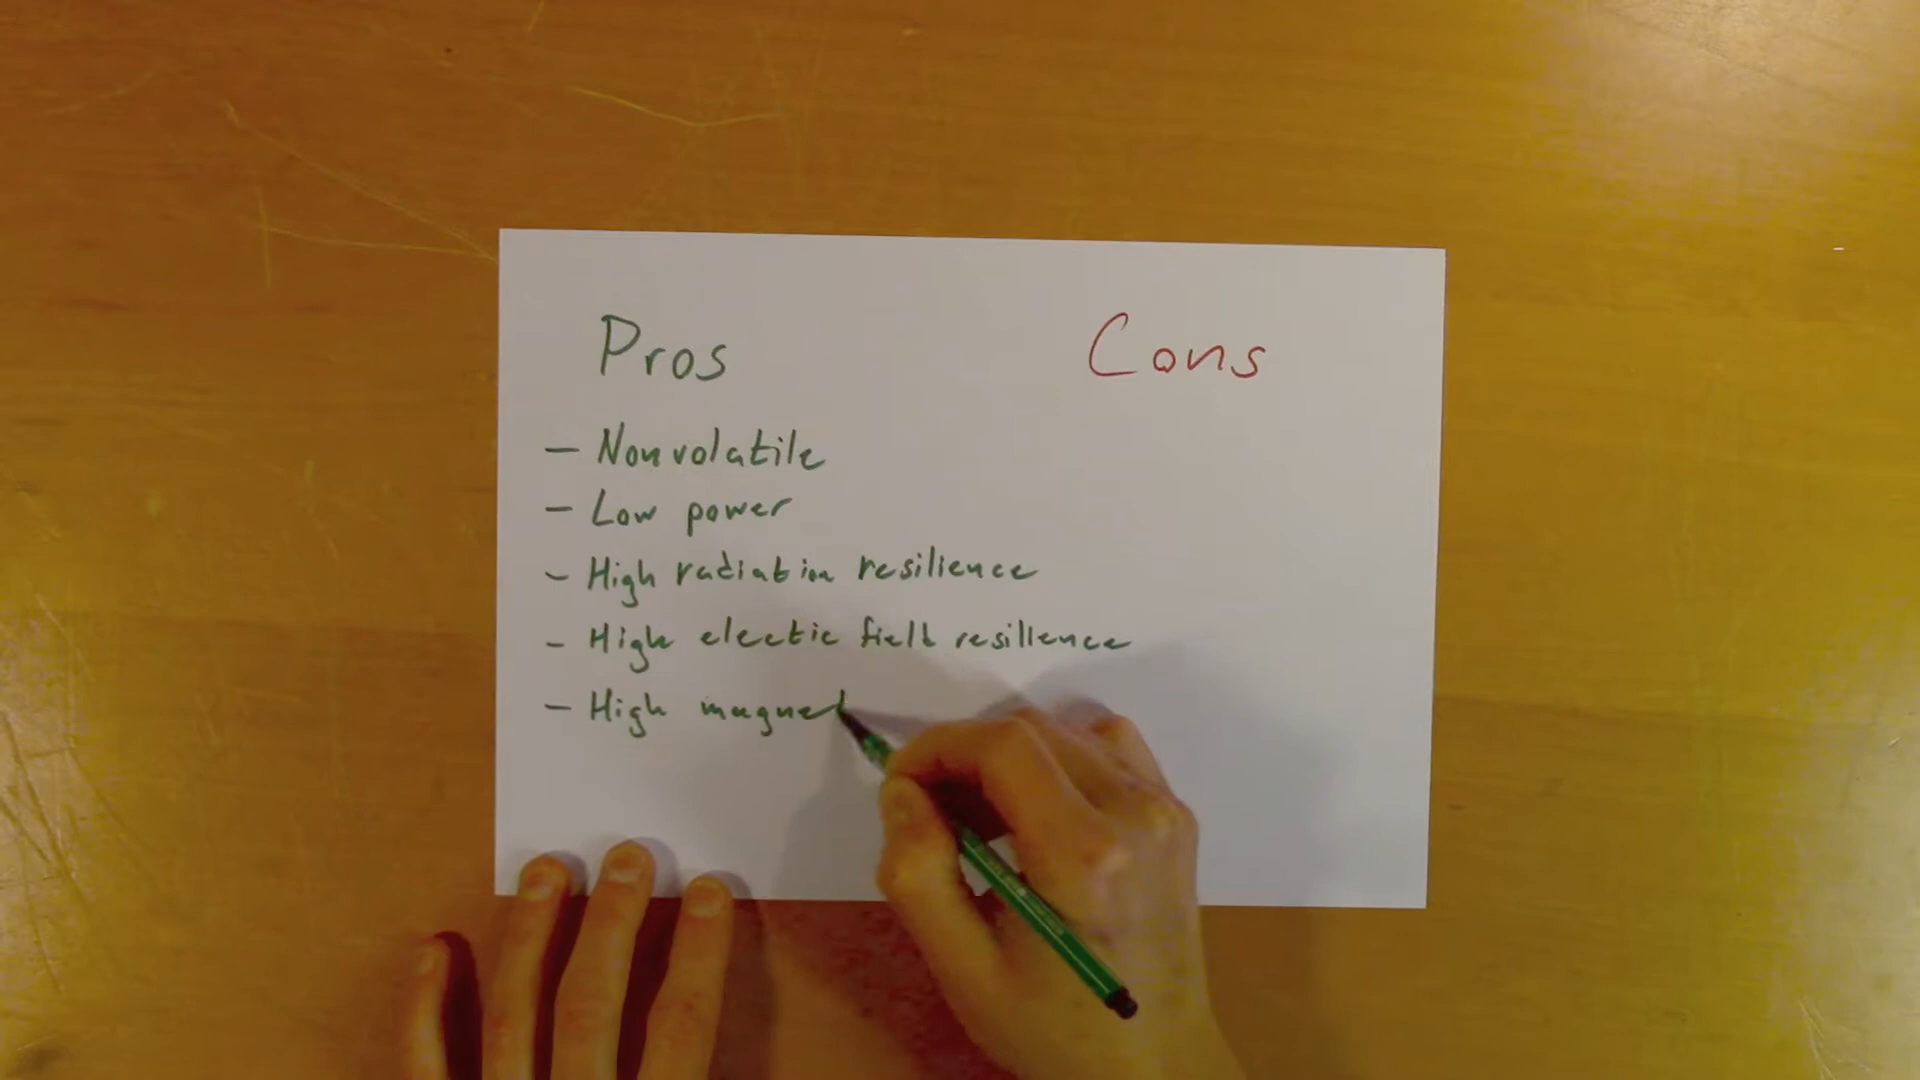 Pros Cons
- Nonvolatile
- Low power
- High radiation resilience
- High electic field resilience
- High magnet